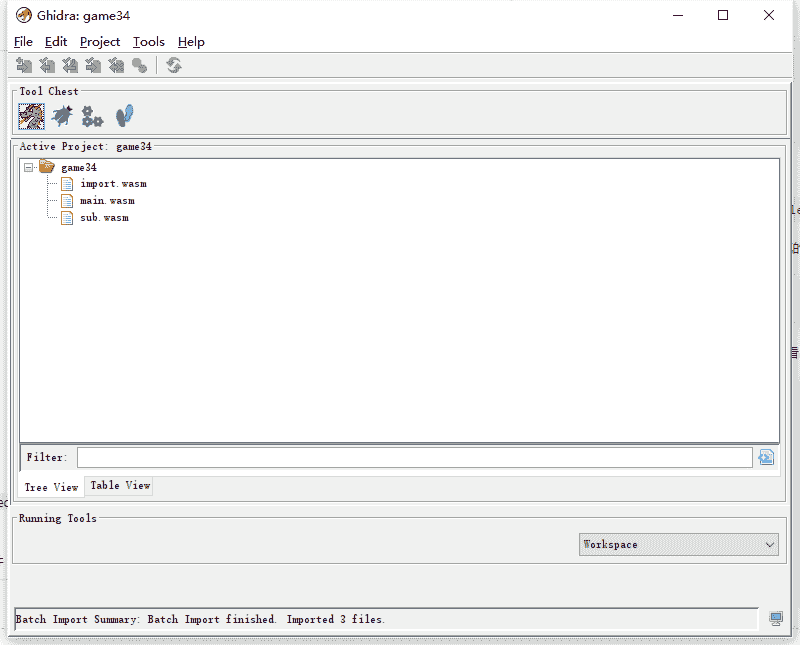 Ghidra: game34
File Edit Project Tools Help
Tool Chest
Active Project: game34
game34
import.wasm
main.wasm
sub.wasm
Filter:
Tree View Table View
Running Tools
Workspace
Batch Import Summary: Batch Import finished. Imported 3 files.